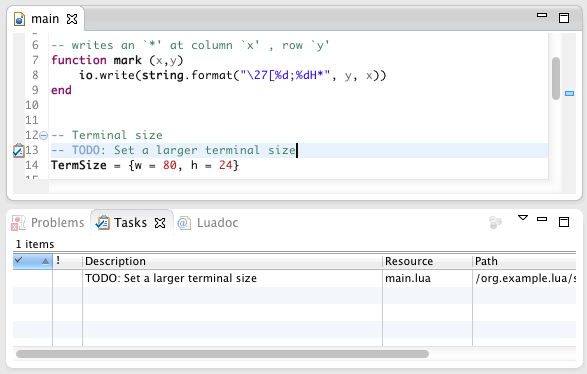 main
6 -- writes an `*' at column `x' , row `y'
7 function mark (x,y)
8 io.write(string.format("\27[%d;%dH*", y, x))
9 end
10
11
12 -- Terminal size
13 -- TODO: Set a larger terminal size
14 TermSize = {w = 80, h = 24}
Problems Tasks @ Luadoc
1 items
! Description Resource Path
TODO: Set a larger terminal size main.lua /org.example.lua/s